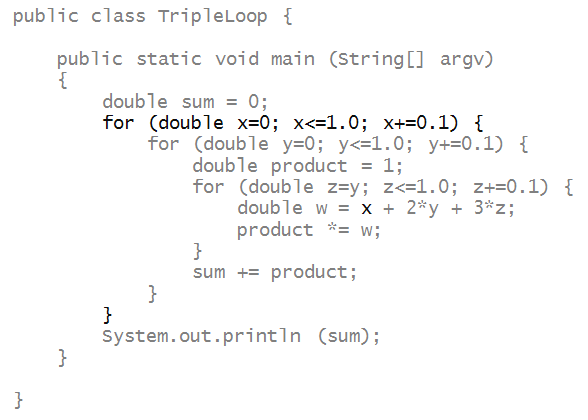 public class TripleLoop {
    public static void main (String[] argv)
    {
        double sum = 0;
        for (double x=0; x<=1.0; x+=0.1) {
            for (double y=0; y<=1.0; y+=0.1) {
                double product = 1;
                for (double z=y; z<=1.0; z+=0.1) {
                    double w = x + 2*y + 3*z;
                    product *= w;
                }
                sum += product;
            }
        }
        System.out.println (sum);
    }
}